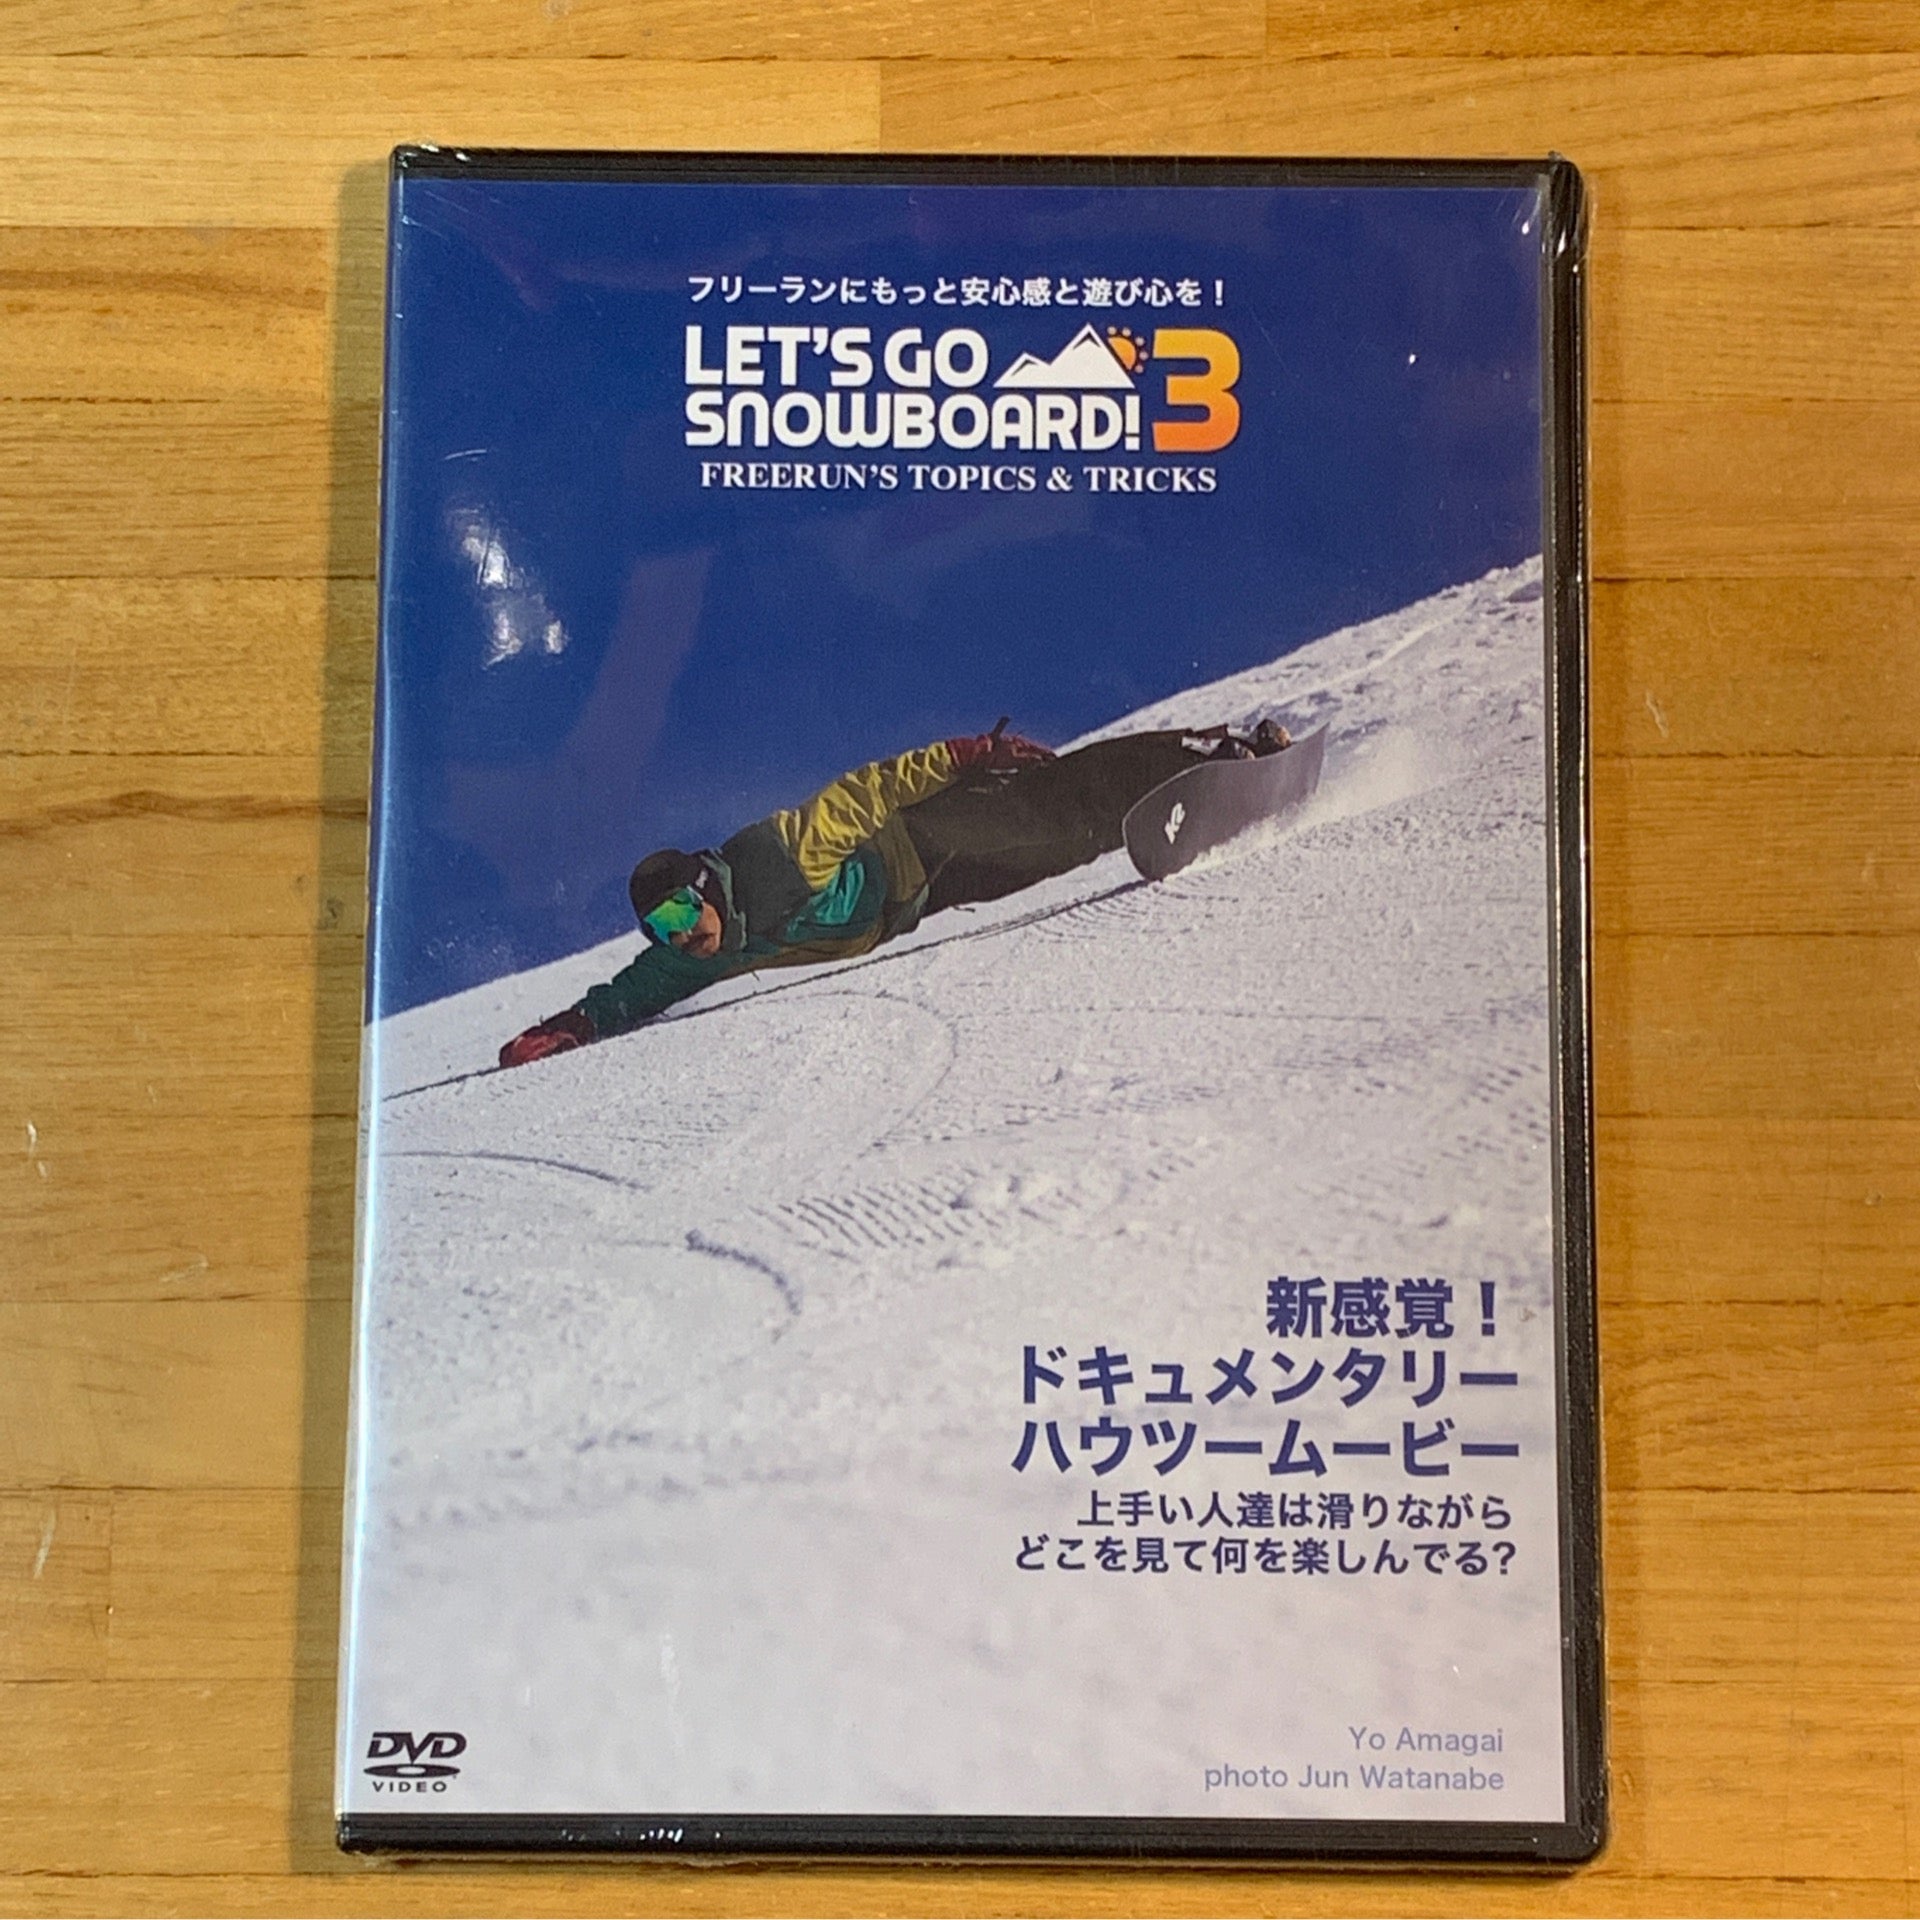 フリーランにもっと安心感と遊び心を！
LET'S GO
SNOWBOARD! 3
FREERUN'S TOPICS & TRICKS
K2
新感覚！
ドキュメンタリー
ハウツームービー
上手い人達は滑りながら
どこを見て何を楽しんでる?
Yo Amagai
photo Jun Watanabe
DVD
VIDEO